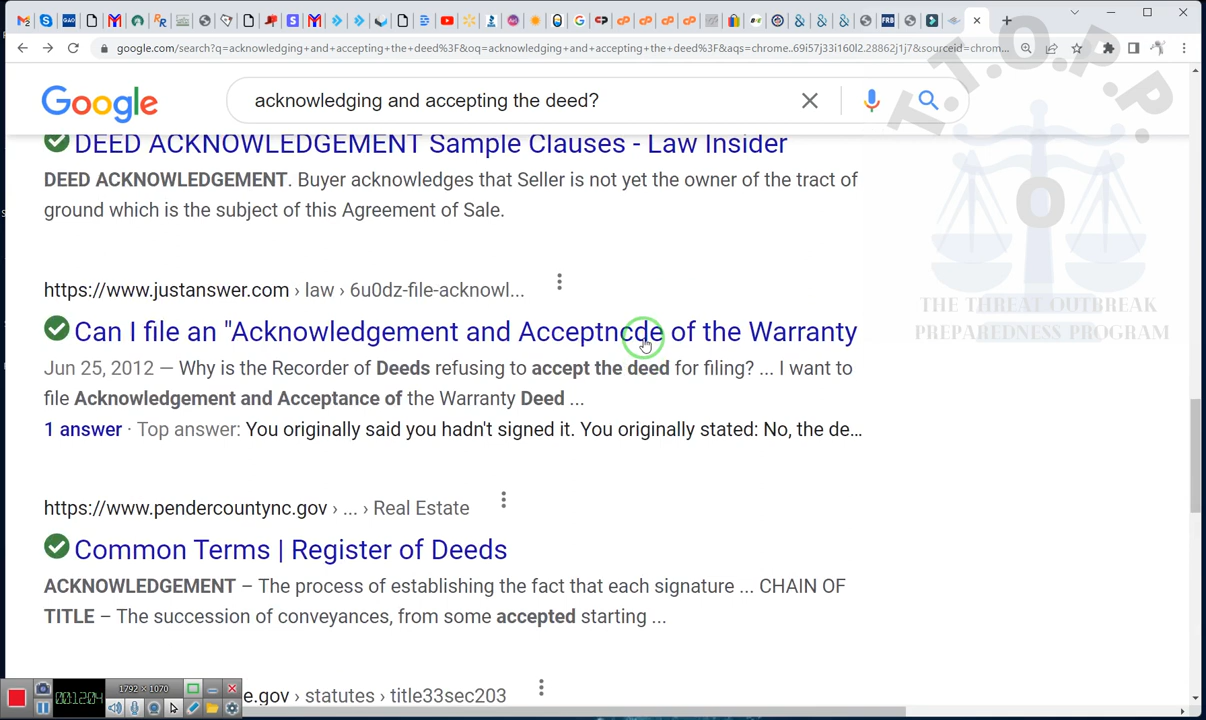 google.com/search?q=acknowledging+and+accepting+the+deed%3F&oq=acknowledging+and+accepting+the+deed%3F&aqs=chrome..69i57j33i160l2.28862j1j7&sourceid=chrom...
T.T.O.P.P
Google
acknowledging and accepting the deed?
DEED ACKNOWLEDGEMENT Sample Clauses - Law Insider
DEED ACKNOWLEDGEMENT. Buyer acknowledges that Seller is not yet the owner of the tract of
ground which is the subject of this Agreement of Sale.
THE THREAT OUTBREAK
PREPAREDNESS PROGRAM
https://www.justanswer.com › law › 6u0dz-file-acknowl...
Can I file an "Acknowledgement and Acceptncde of the Warranty
Jun 25, 2012 — Why is the Recorder of Deeds refusing to accept the deed for filing? ... I want to
file Acknowledgement and Acceptance of the Warranty Deed ...
1 answer · Top answer: You originally said you hadn't signed it. You originally stated: No, the de...
https://www.pendercountync.gov › ... › Real Estate
Common Terms | Register of Deeds
ACKNOWLEDGEMENT – The process of establishing the fact that each signature ... CHAIN OF
TITLE – The succession of conveyances, from some accepted starting ...
1792 × 1070
e.gov › statutes › title33sec203